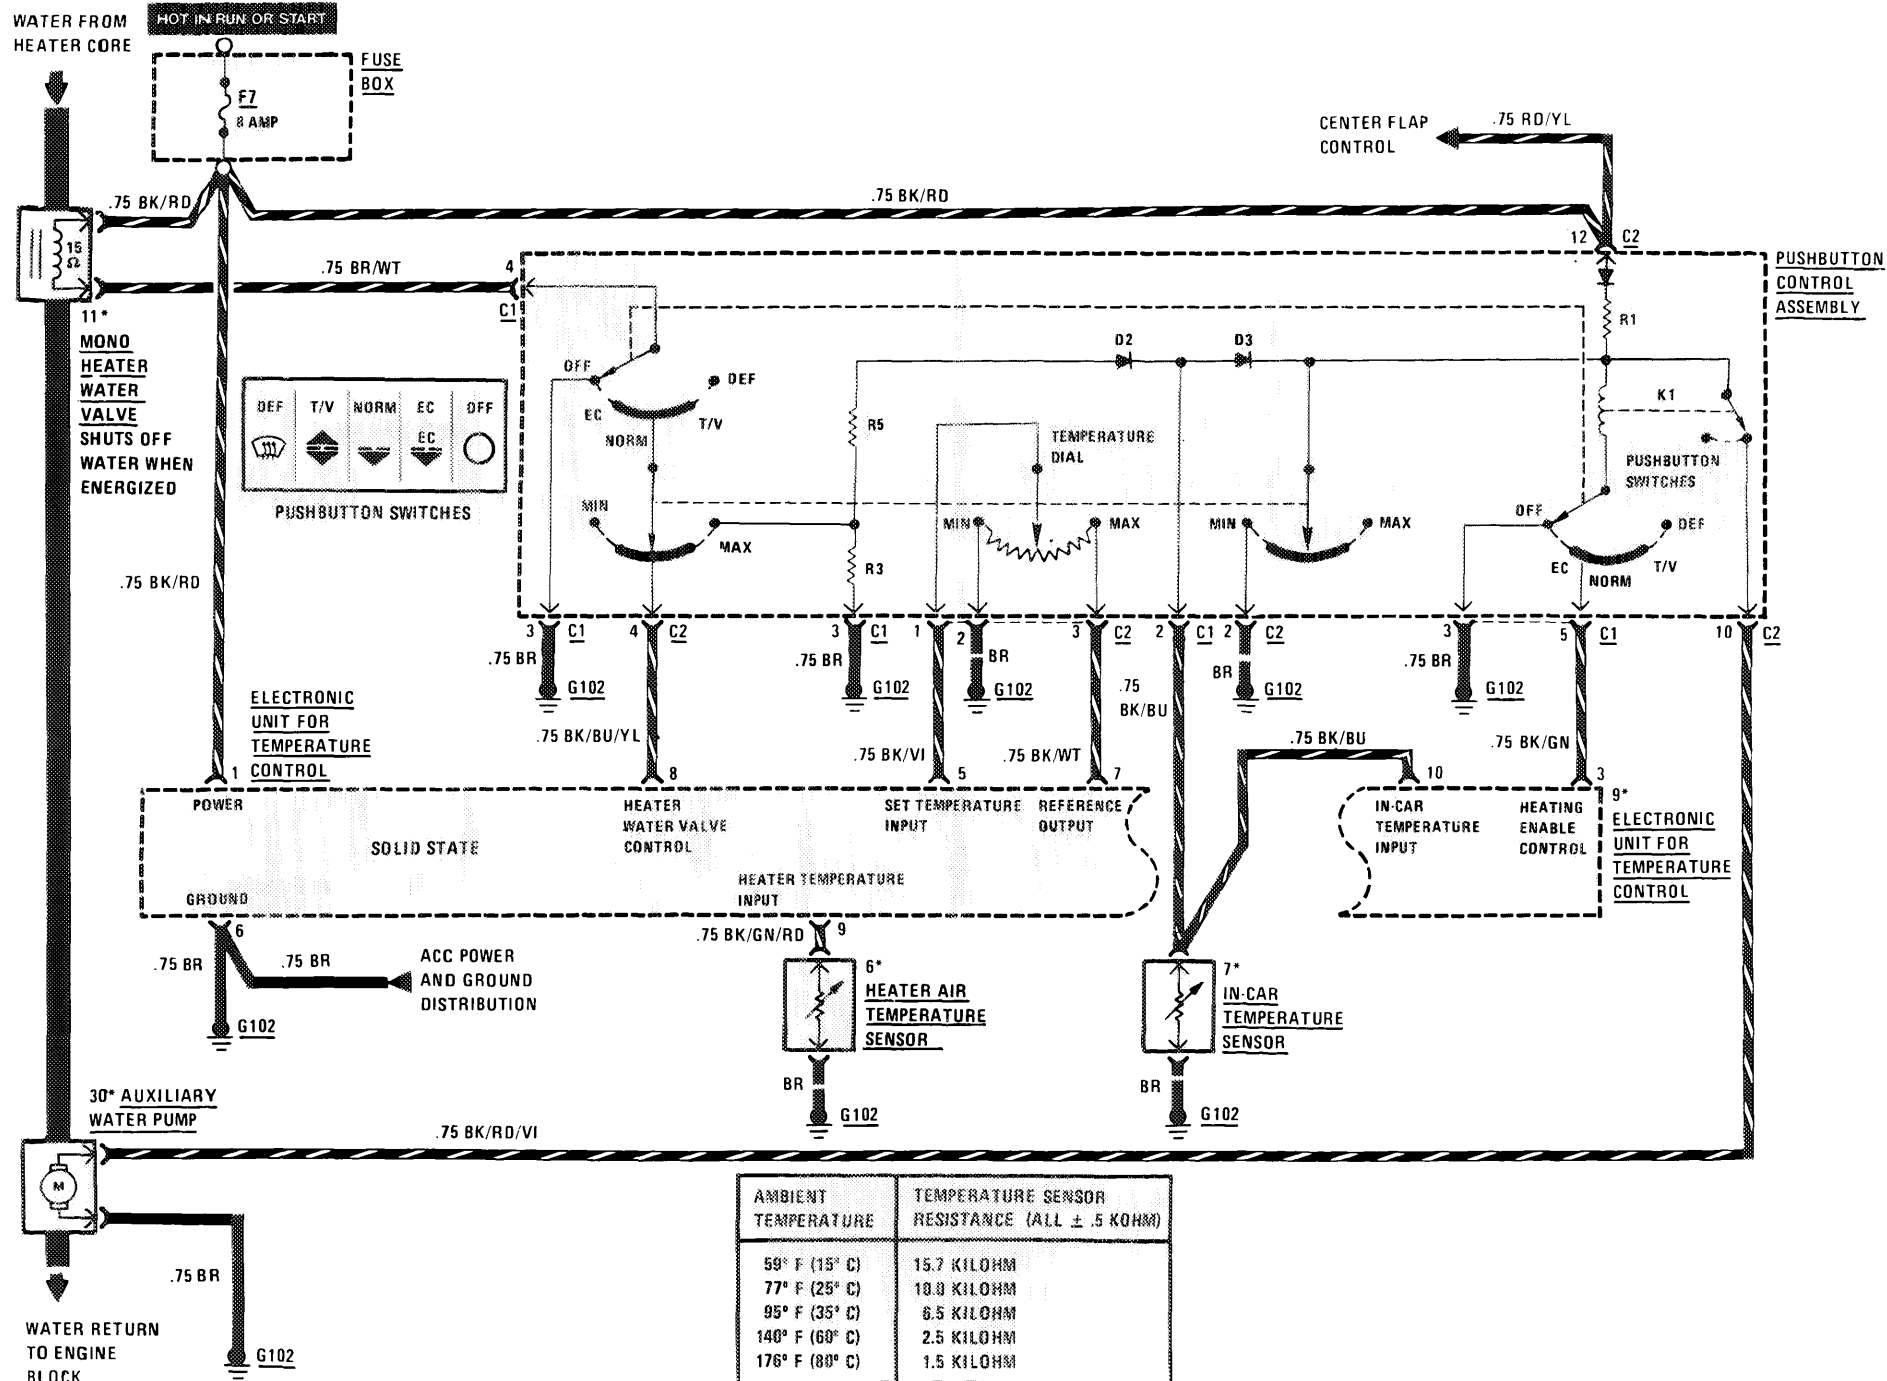 WATER FROM
HEATER CORE
HOT IN RUN OR START
FUSE
BOX
F7
8 AMP
CENTER FLAP
CONTROL
.75 RD/YL
.75 BK/RD
.75 BK/RD
15
Ω
.75 BR/WT
4
C1
12
C2
PUSHBUTTON
CONTROL
ASSEMBLY
11*
MONO
HEATER
WATER
VALVE
SHUTS OFF
WATER WHEN
ENERGIZED
DEF
T/V
NORM
EC
OFF
EC
PUSHBUTTON SWITCHES
OFF
DEF
EC
NORM
T/V
MIN
MAX
R5
R3
D2
D3
R1
K1
TEMPERATURE
DIAL
MIN
MAX
MIN
MAX
PUSHBUTTON
SWITCHES
OFF
DEF
EC
NORM
T/V
.75 BK/RD
3
C1
4
C2
3
C1
1
2
3
C2
2
C1
2
C2
3
5
C1
10
C2
.75 BR
G102
.75 BR
G102
BR
G102
.75
BK/BU
BR
G102
.75 BR
G102
ELECTRONIC
UNIT FOR
TEMPERATURE
CONTROL
1
.75 BK/BU/YL
8
.75 BK/VI
5
.75 BK/WT
7
.75 BK/BU
10
.75 BK/GN
3
POWER
HEATER
WATER VALVE
CONTROL
SET TEMPERATURE
INPUT
REFERENCE
OUTPUT
IN-CAR
TEMPERATURE
INPUT
HEATING
ENABLE
CONTROL
9*
ELECTRONIC
UNIT FOR
TEMPERATURE
CONTROL
SOLID STATE
GROUND
HEATER TEMPERATURE
INPUT
6
.75 BR
.75 BR
ACC POWER
AND GROUND
DISTRIBUTION
G102
.75 BK/GN/RD
9
6*
HEATER AIR
TEMPERATURE
SENSOR
BR
G102
7*
IN-CAR
TEMPERATURE
SENSOR
BR
G102
30* AUXILIARY
WATER PUMP
.75 BK/RD/VI
M
.75 BR
G102
WATER RETURN
TO ENGINE
BLOCK
AMBIENT
TEMPERATURE
TEMPERATURE SENSOR
RESISTANCE (ALL ± .5 KOHM)
59° F (15° C) 15.7 KILOHM
77° F (25° C) 10.0 KILOHM
95° F (35° C) 6.5 KILOHM
140° F (60° C) 2.5 KILOHM
176° F (80° C) 1.5 KILOHM